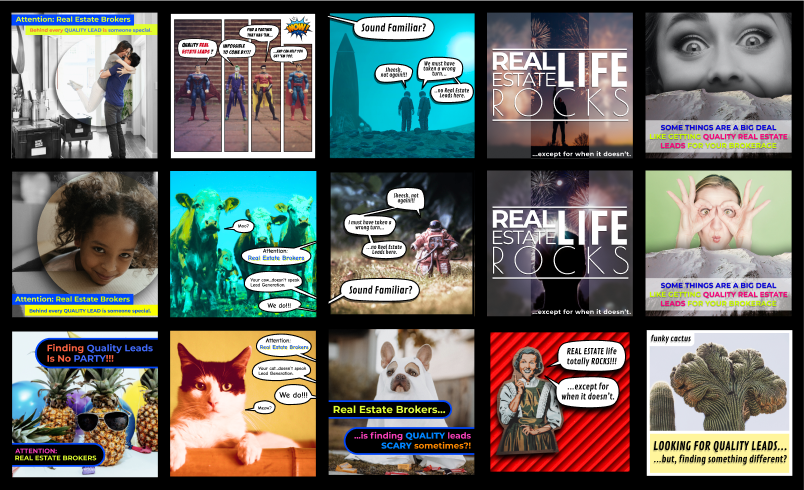 Attention: Real Estate Brokers
Behind every QUALITY LEAD is someone special.
QUALITY REAL
ESTATE LEADS ?
IMPOSSIBLE
TO COME BY!!!!
FIND A PARTNER
THAT HAS 'EM...
...AND CAN HELP YOU
GET 'EM TOO.
WOW!
Sound Familiar?
Sheesh,
not again!!!
We must have
taken a wrong
turn...
...no Real Estate
Leads here.
REAL
ESTATE
LIFE
ROCKS
...except for when it doesn't.
SOME THINGS ARE A BIG DEAL
LIKE GETTING QUALITY REAL ESTATE
LEADS FOR YOUR BROKERAGE
Attention: Real Estate Brokers
Behind every QUALITY LEAD is someone special.
Moo?
Attention:
Real Estate Brokers
Your cow...doesn't speak
Lead Generation.
We do!!!
Sheesh, not
again!!!
I must have taken a
wrong turn...
...no Real Estate
Leads here.
Sound Familiar?
REAL
ESTATE
LIFE
ROCKS
...except for when it doesn't.
SOME THINGS ARE A BIG DEAL
LIKE GETTING QUALITY REAL ESTATE
LEADS FOR YOUR BROKERAGE
Finding Quality Leads
Is No PARTY!!!
ATTENTION:
REAL ESTATE BROKERS
Attention:
Real Estate Brokers
Your cat...doesn't speak
Lead Generation.
We do!!!
Meow?
Real Estate Brokers...
...is finding QUALITY leads
SCARY sometimes?!
REAL ESTATE life
totally ROCKS!!!
...except for
when it doesn't.
funky cactus
LOOKING FOR QUALITY LEADS...
...but, finding something different?